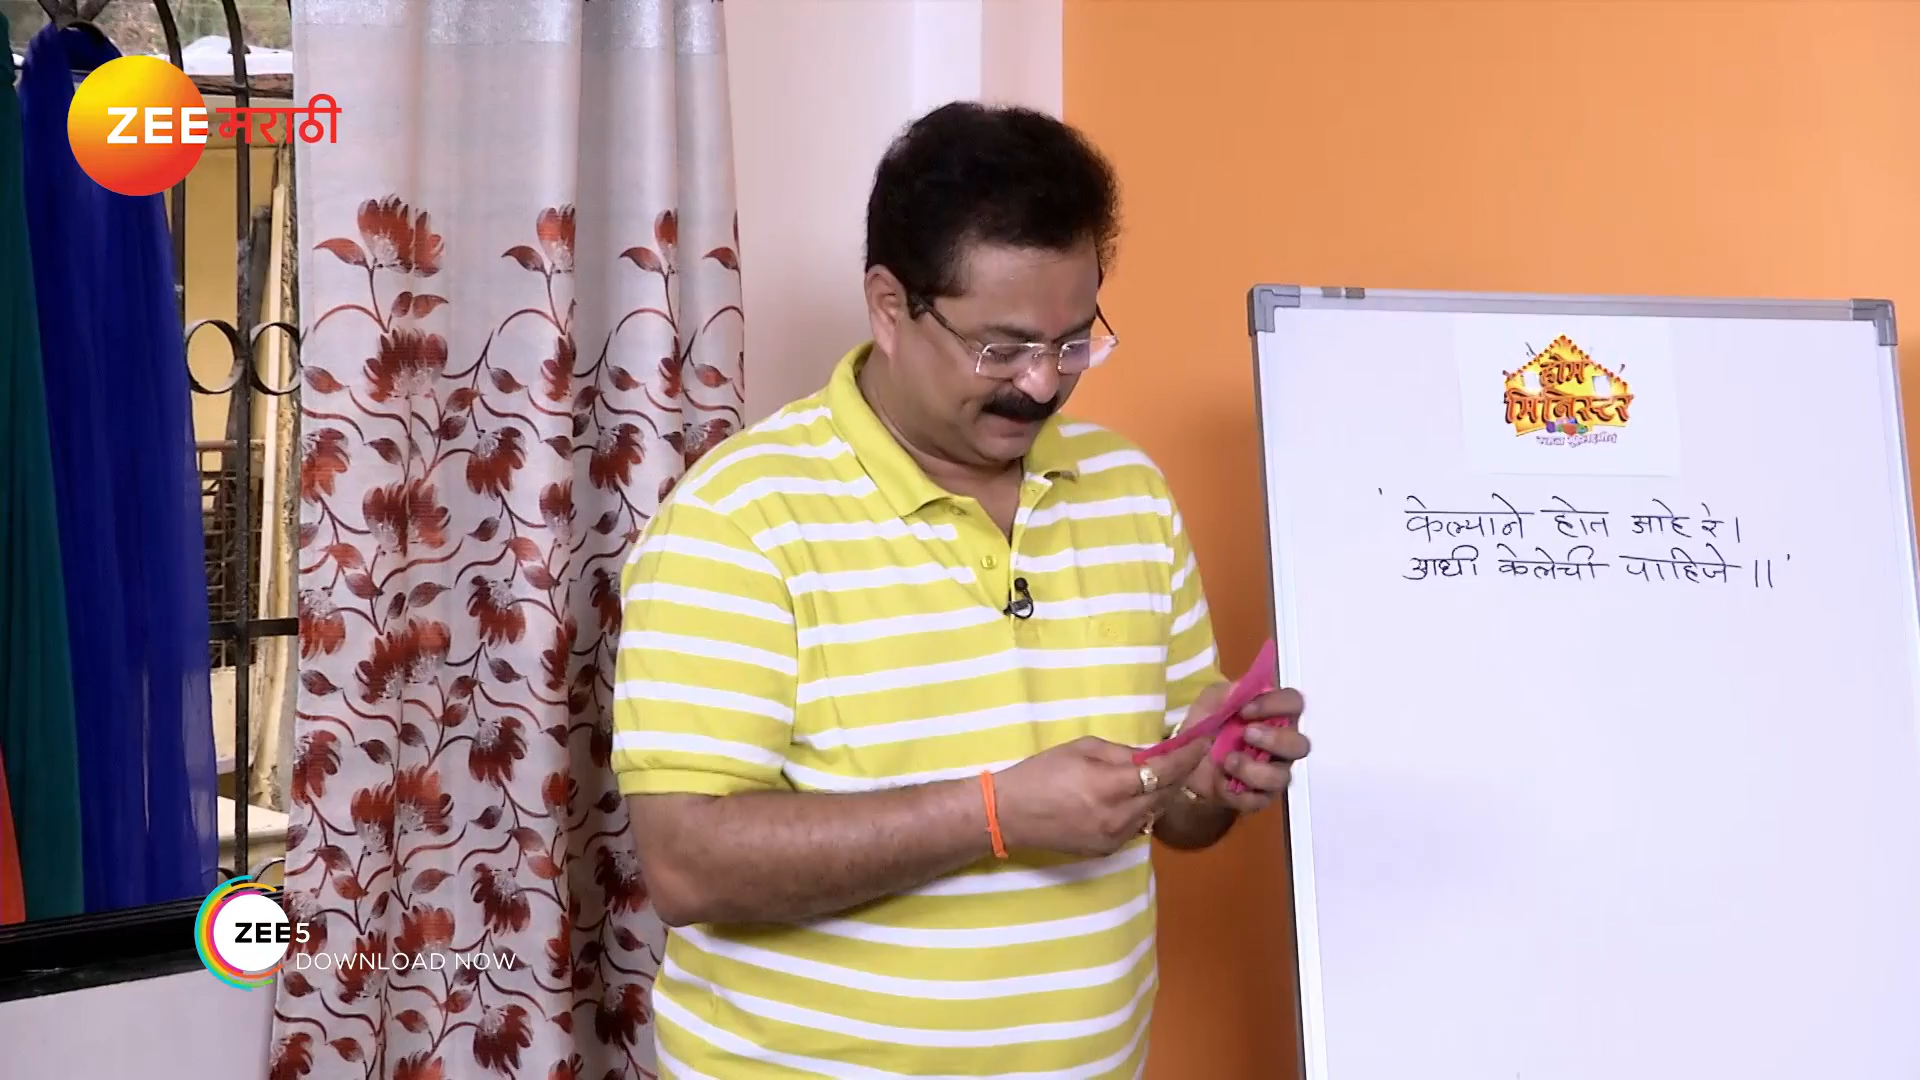 ZEE मराठी
होम
मिनिस्टर
' केल्याने होत आहे रे।
आधी केलेची पाहिजे ॥ '
ZEE5
DOWNLOAD NOW